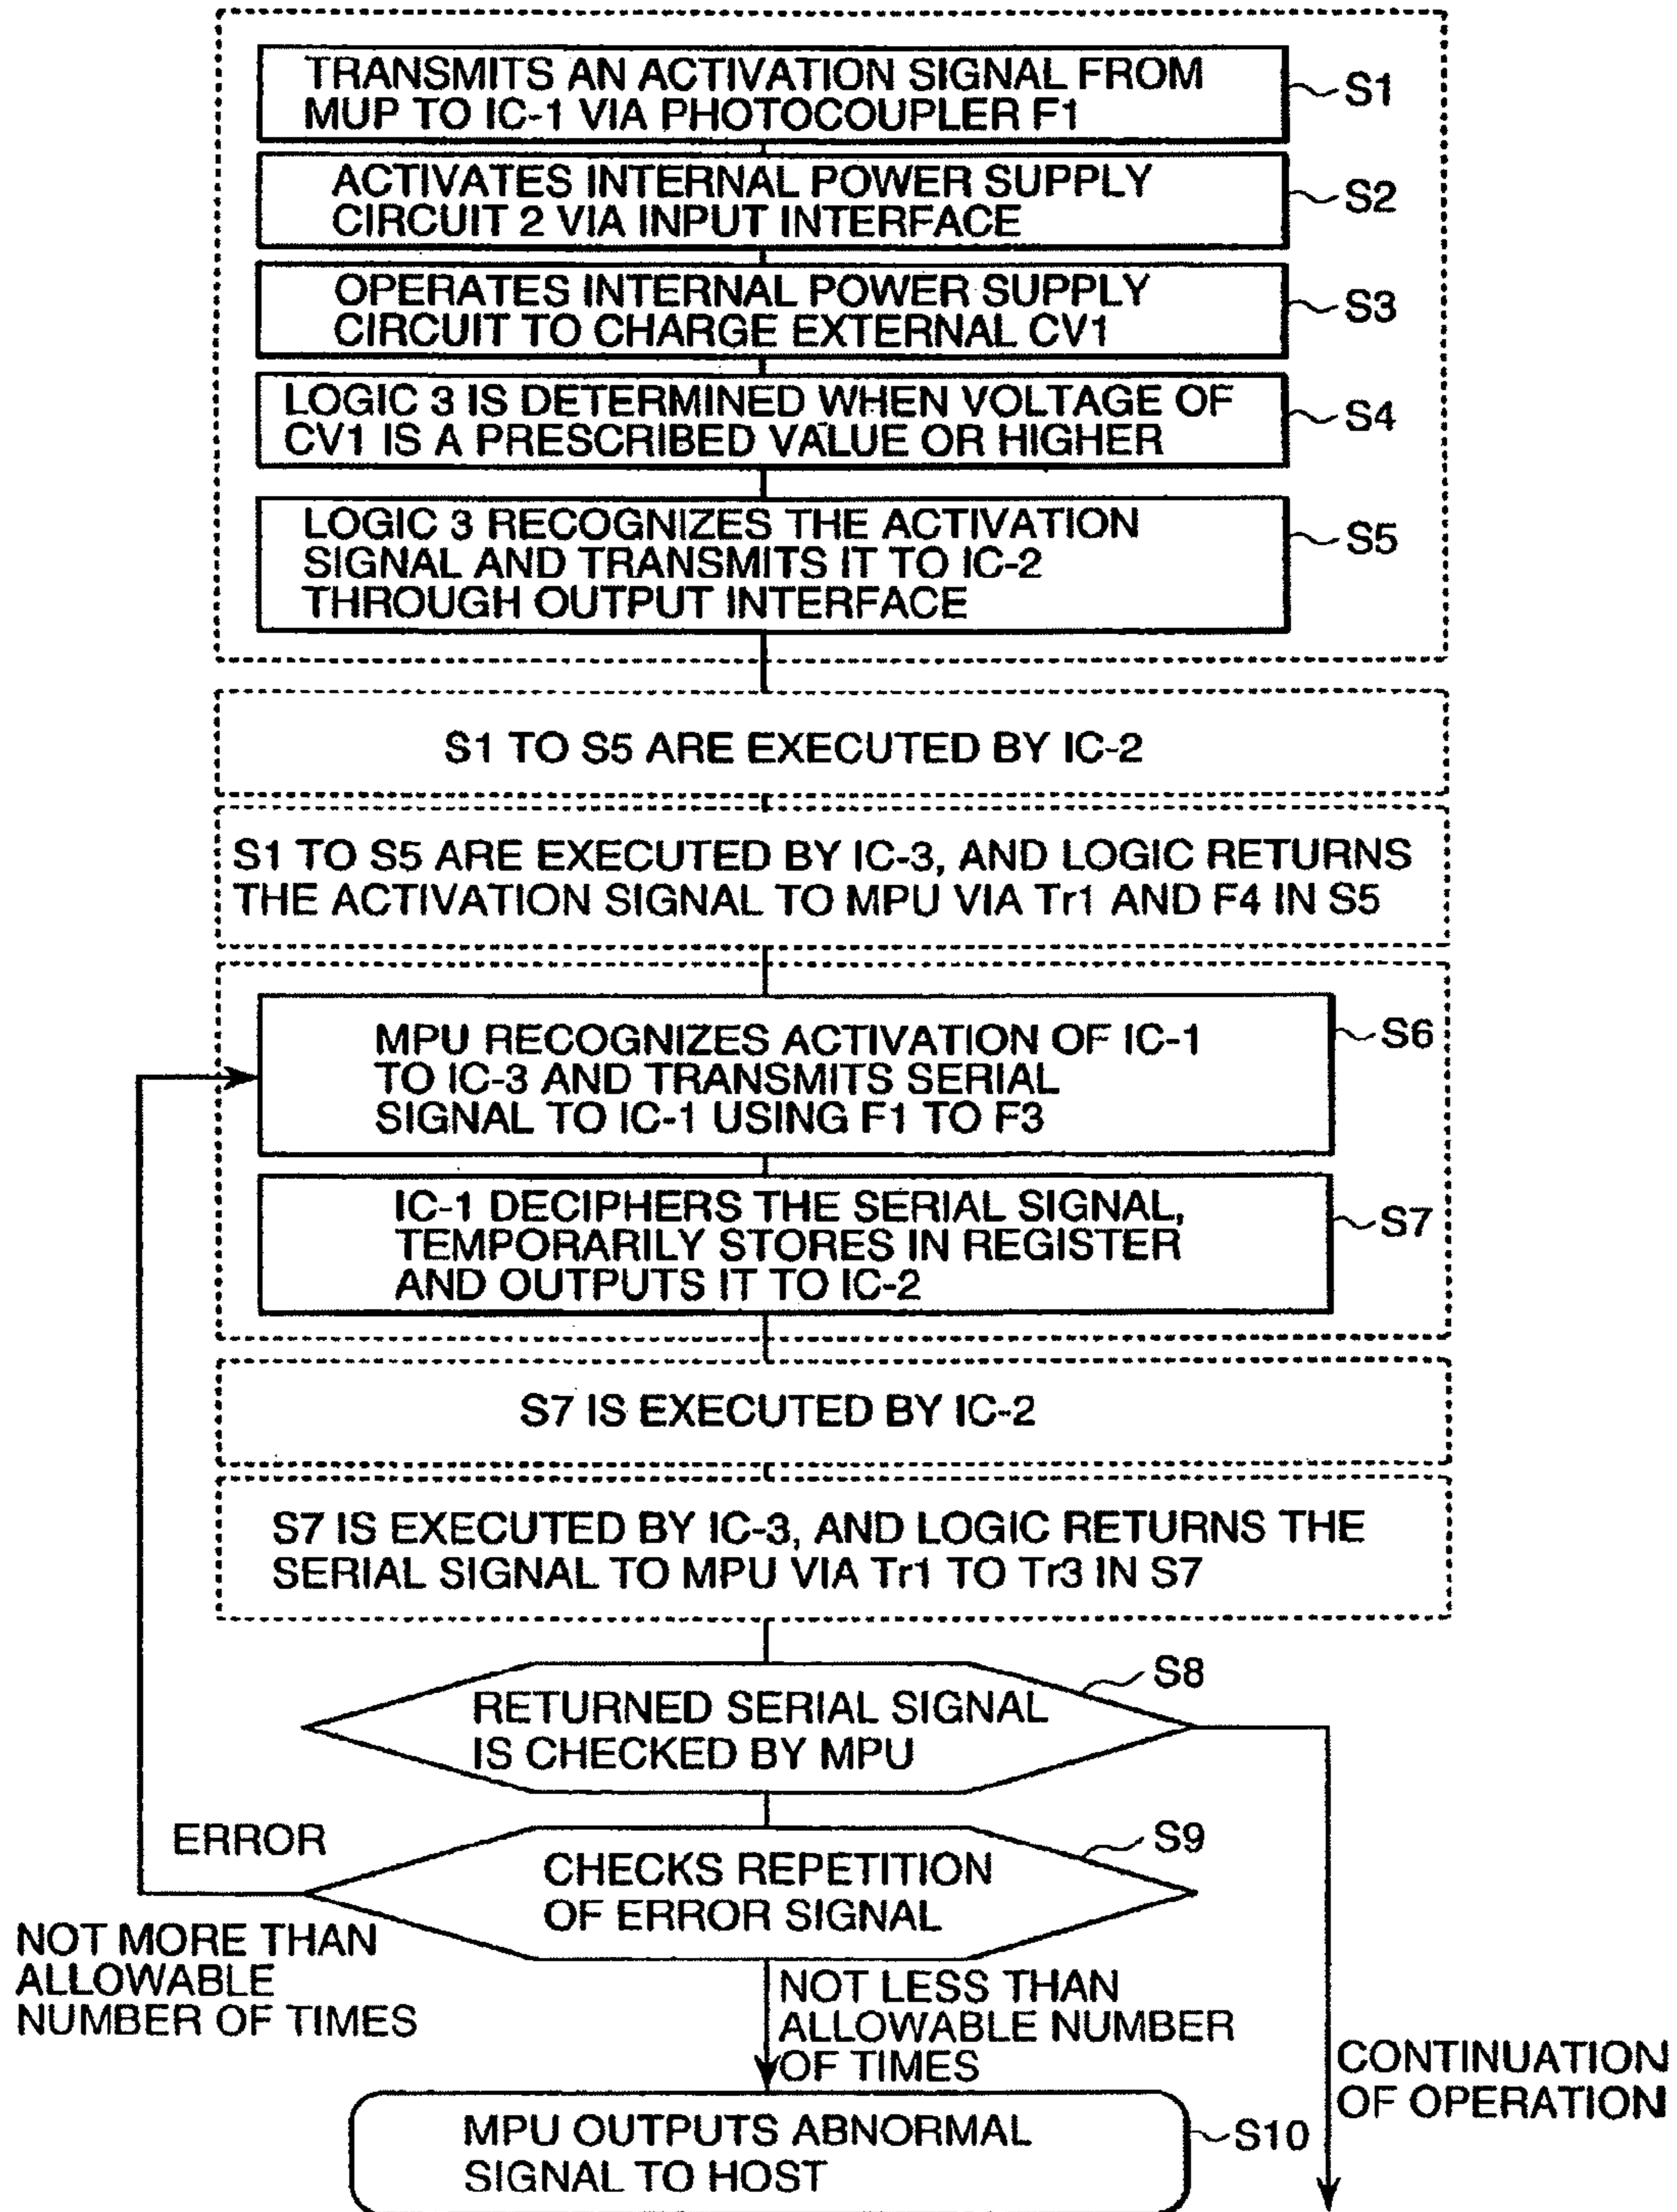 TRANSMITS AN ACTIVATION SIGNAL FROM
MUP TO IC-1 VIA PHOTOCOUPLER F1
S1
ACTIVATES INTERNAL POWER SUPPLY
CIRCUIT 2 VIA INPUT INTERFACE
S2
OPERATES INTERNAL POWER SUPPLY
CIRCUIT TO CHARGE EXTERNAL CV1
S3
LOGIC 3 IS DETERMINED WHEN VOLTAGE OF
CV1 IS A PRESCRIBED VALUE OR HIGHER
S4
LOGIC 3 RECOGNIZES THE ACTIVATION
SIGNAL AND TRANSMITS IT TO IC-2
THROUGH OUTPUT INTERFACE
S5
S1 TO S5 ARE EXECUTED BY IC-2
S1 TO S5 ARE EXECUTED BY IC-3, AND LOGIC RETURNS
THE ACTIVATION SIGNAL TO MPU VIA Tr1 AND F4 IN S5
MPU RECOGNIZES ACTIVATION OF IC-1
TO IC-3 AND TRANSMITS SERIAL
SIGNAL TO IC-1 USING F1 TO F3
S6
IC-1 DECIPHERS THE SERIAL SIGNAL,
TEMPORARILY STORES IN REGISTER
AND OUTPUTS IT TO IC-2
S7
S7 IS EXECUTED BY IC-2
S7 IS EXECUTED BY IC-3, AND LOGIC RETURNS THE
SERIAL SIGNAL TO MPU VIA Tr1 TO Tr3 IN S7
RETURNED SERIAL SIGNAL
IS CHECKED BY MPU
S8
ERROR
CHECKS REPETITION
OF ERROR SIGNAL
S9
NOT MORE THAN
ALLOWABLE
NUMBER OF TIMES
NOT LESS THAN
ALLOWABLE NUMBER
OF TIMES
CONTINUATION
OF OPERATION
MPU OUTPUTS ABNORMAL
SIGNAL TO HOST
S10